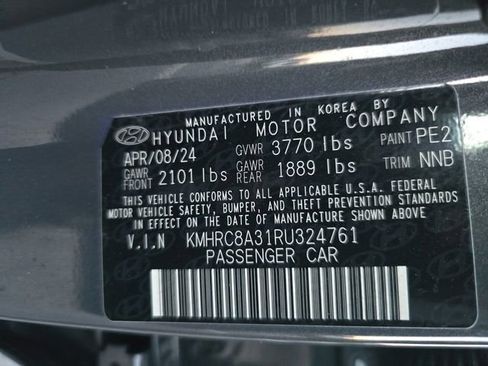 MANUFACTURED IN KOREA BY
HYUNDAI MOTOR COMPANY
APR/08/24 GVWR 3770 lbs PAINT PE2
GAWR FRONT 2101 lbs GAWR REAR 1889 lbs TRIM NNB
THIS VEHICLE CONFORMS TO ALL APPLICABLE U.S.A. FEDERAL
MOTOR VEHICLE SAFETY, BUMPER, AND THEFT PREVENTION STANDARDS
IN EFFECT ON THE DATE OF MANUFACTURE SHOWN ABOVE.
V.I.N KMHRC8A31RU324761
PASSENGER CAR